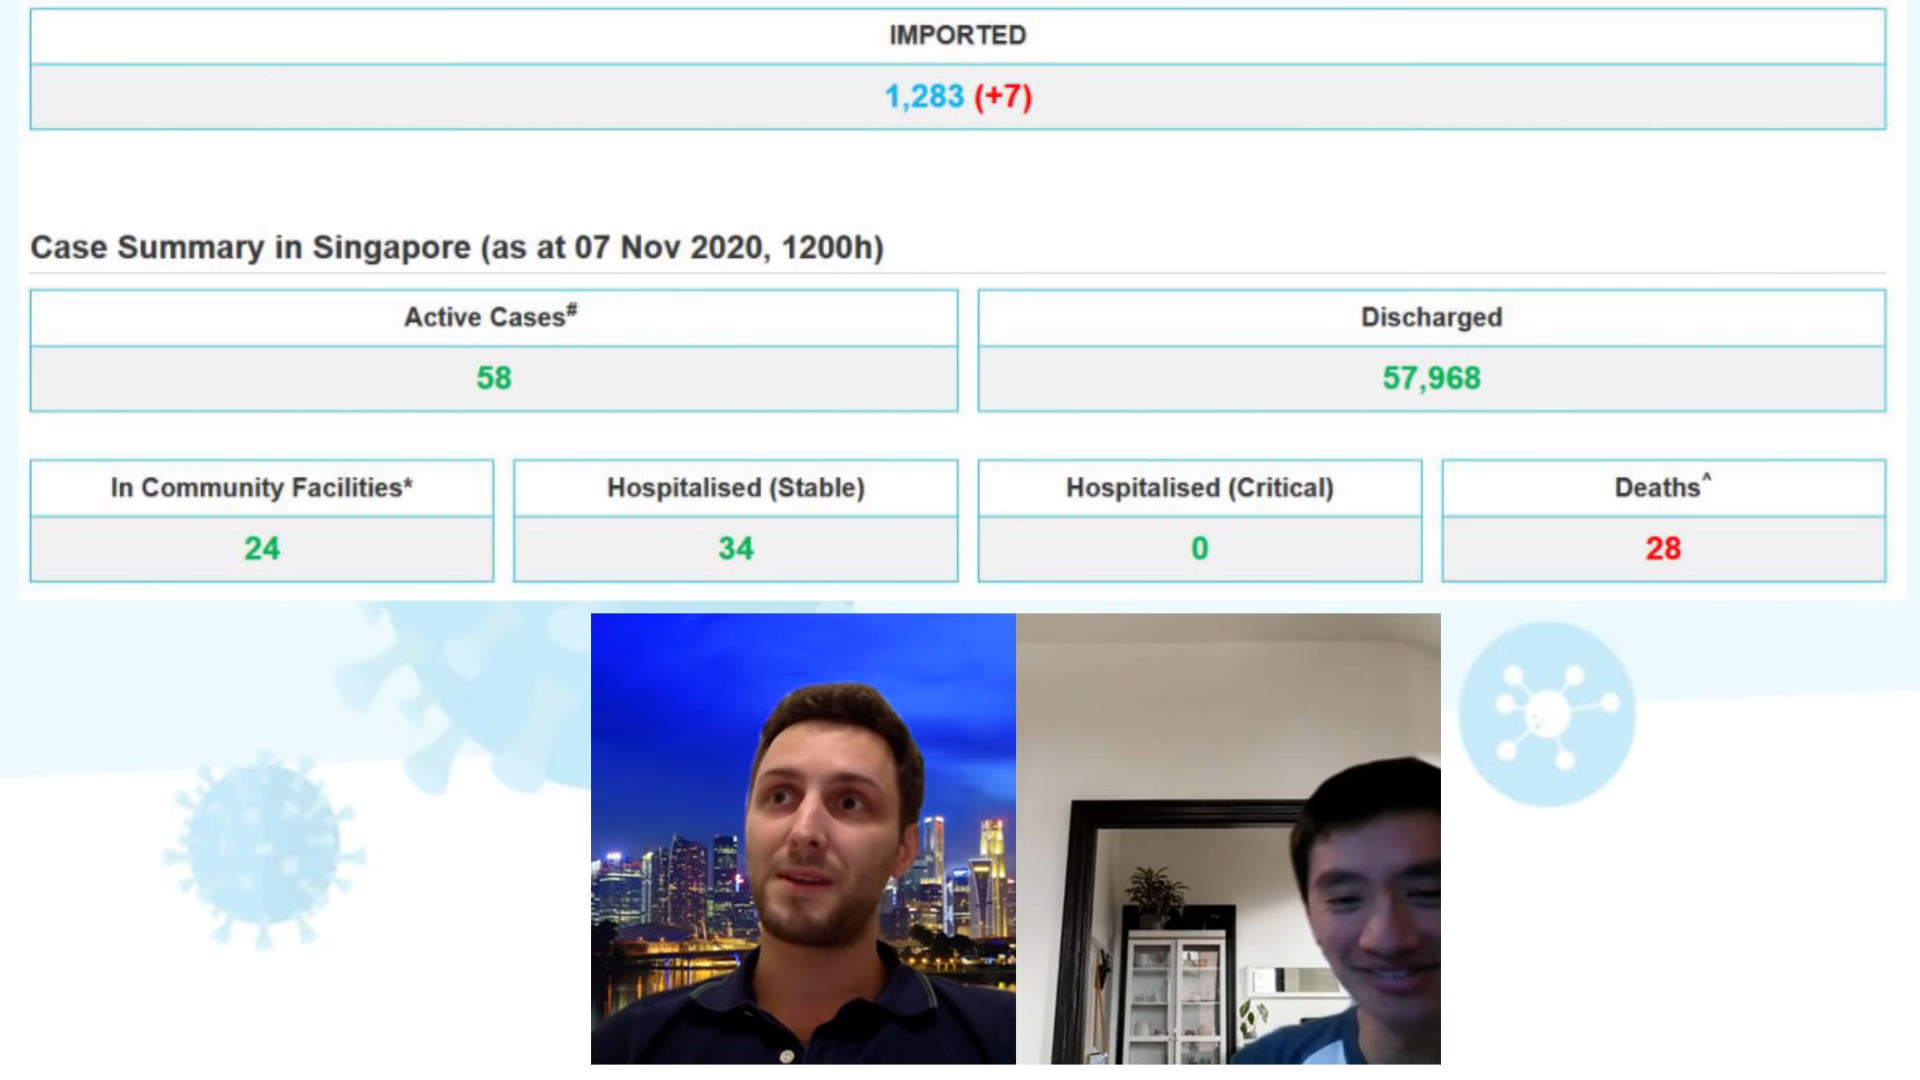 IMPORTED
1,283 (+7)
Case Summary in Singapore (as at 07 Nov 2020, 1200h)
Active Cases#
Discharged
58
57,968
In Community Facilities*
Hospitalised (Stable)
Hospitalised (Critical)
Deaths^
24
34
0
28